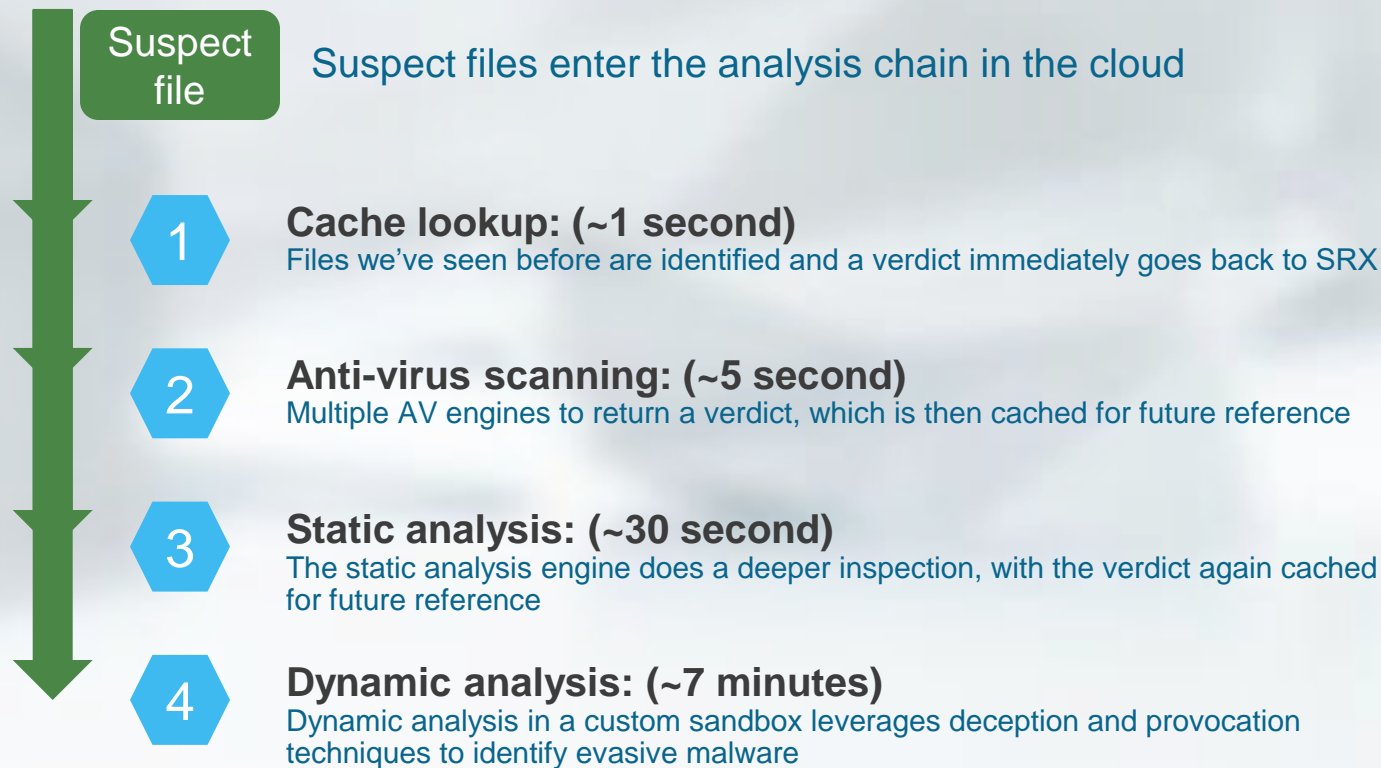 Suspect
file
Suspect files enter the analysis chain in the cloud
1
Cache lookup: (~1 second)
Files we’ve seen before are identified and a verdict immediately goes back to SRX
2
Anti-virus scanning: (~5 second)
Multiple AV engines to return a verdict, which is then cached for future reference
3
Static analysis: (~30 second)
The static analysis engine does a deeper inspection, with the verdict again cached
for future reference
4
Dynamic analysis: (~7 minutes)
Dynamic analysis in a custom sandbox leverages deception and provocation
techniques to identify evasive malware